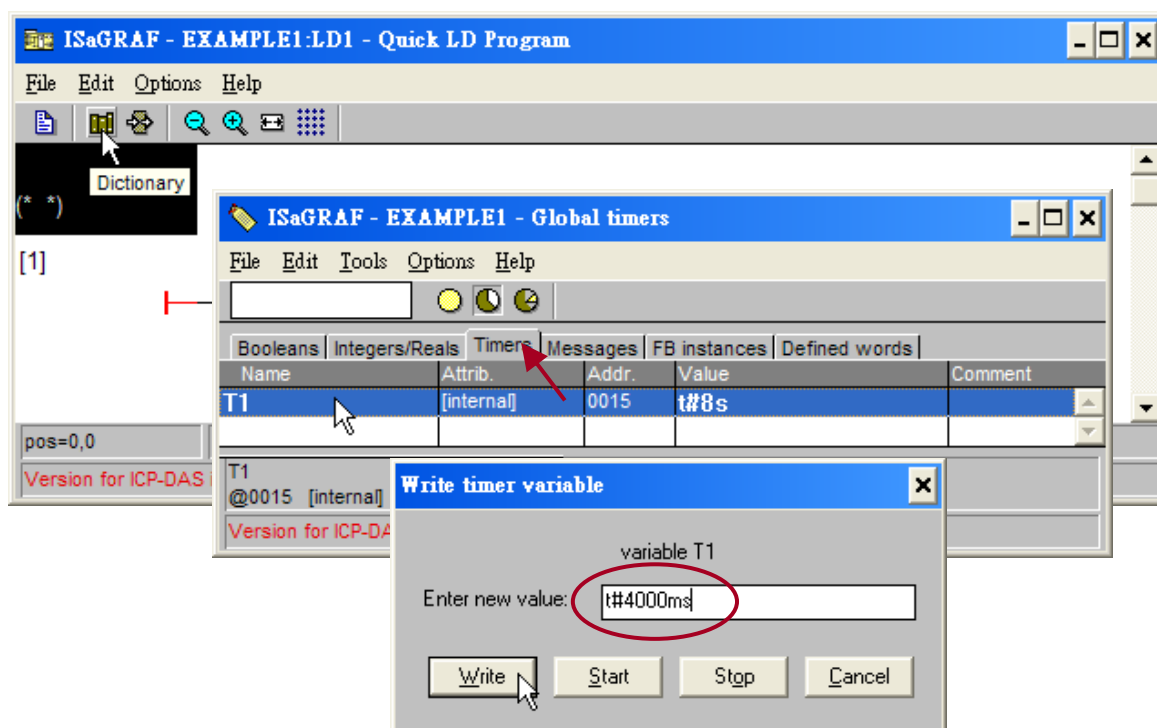 ISaGRAF - EXAMPLE1:LD1 - Quick LD Program
File Edit Options Help
Dictionary
(* *)
[1]
ISaGRAF - EXAMPLE1 - Global timers
File Edit Tools Options Help
Booleans Integers/Reals Timers Messages FB instances Defined words
Name Attrib. Addr. Value Comment
T1 [internal] 0015 t#8s
pos=0,0
Version for ICP-DAS
T1
@0015 [internal]
Version for ICP-DA
Write timer variable
variable T1
Enter new value: t#4000ms
Write Start Stop Cancel